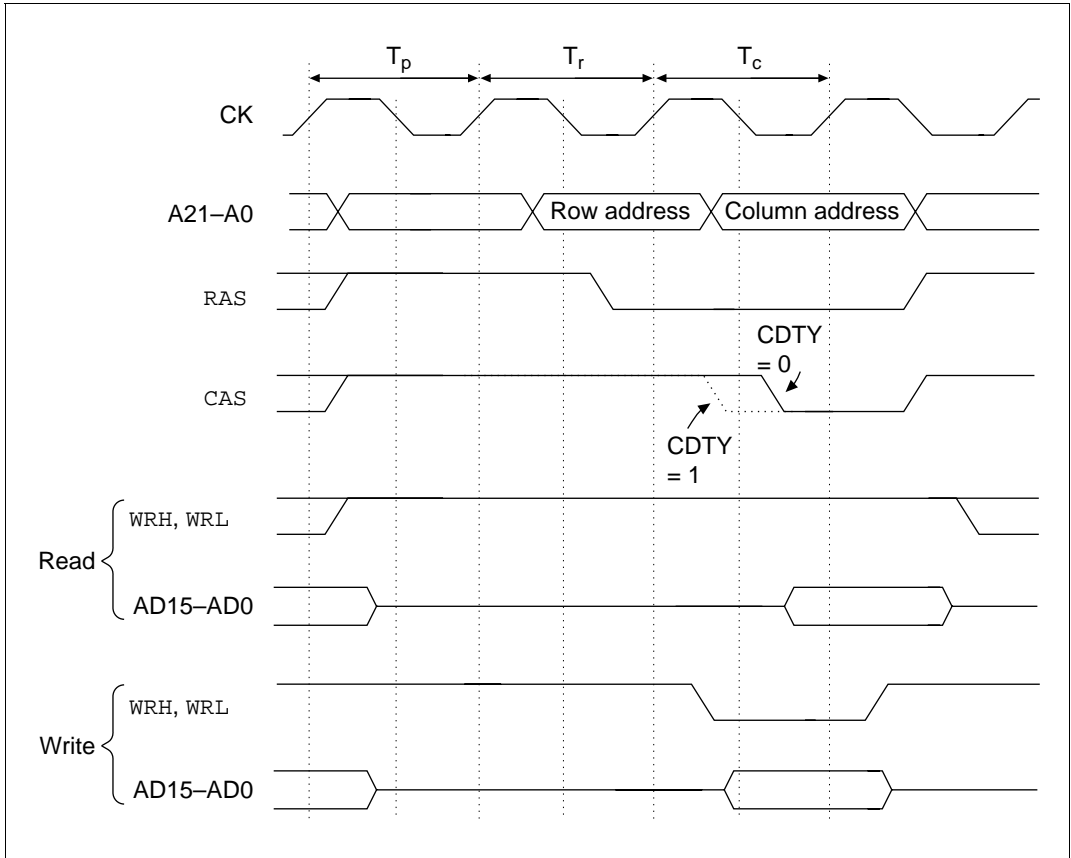 Tp Tr Tc
CK
A21–A0 Row address Column address
RAS
CDTY
= 0
CAS
CDTY
= 1
WRH, WRL
Read
AD15–AD0
WRH, WRL
Write
AD15–AD0